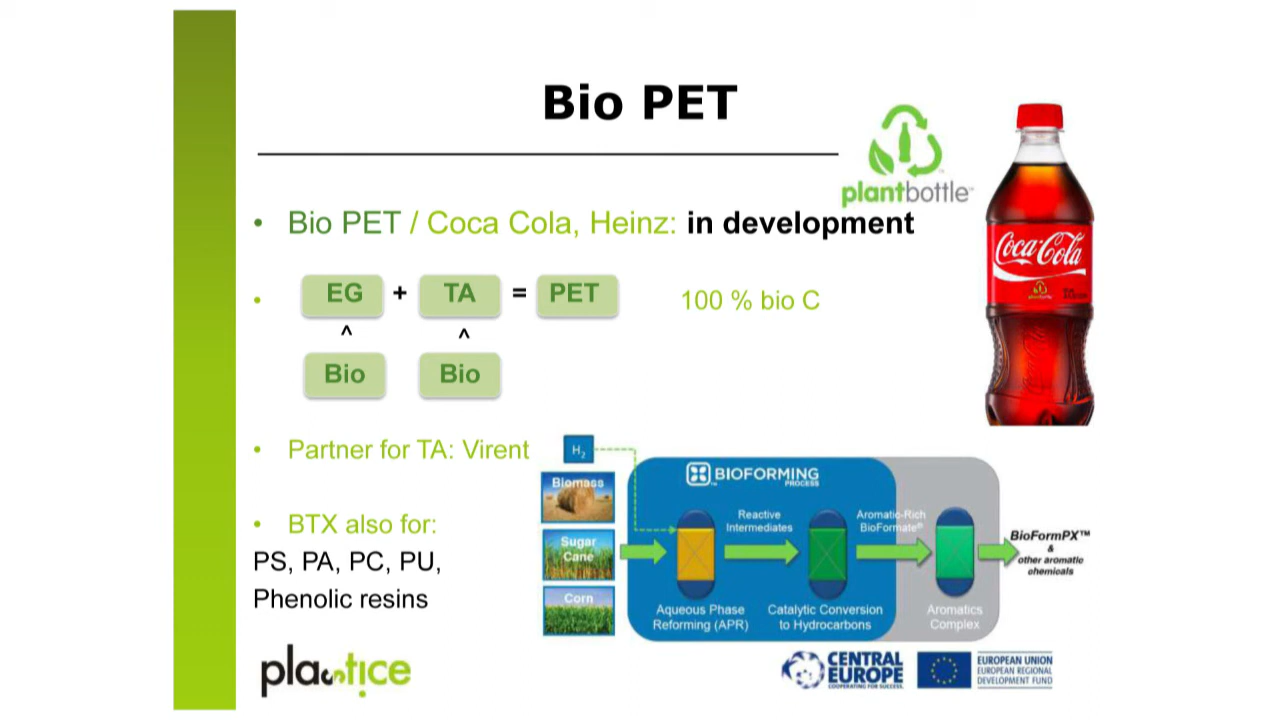 Bio PET
plantbottle™
• Bio PET / Coca Cola, Heinz: in development
Coca-Cola
• EG + TA = PET 100 % bio C
^ ^
Bio Bio
• Partner for TA: Virent
H2
Biomass
Sugar
Cane
Corn
BIOFORMING
PROCESS
™
Reactive
Intermediates
Aromatic-Rich
BioFormate®
Aqueous Phase
Reforming (APR)
Catalytic Conversion
to Hydrocarbons
Aromatics
Complex
BioFormPX™
&
other aromatic
chemicals
• BTX also for:
PS, PA, PC, PU,
Phenolic resins
plastice
CENTRAL
EUROPE
COOPERATING FOR SUCCESS.
EUROPEAN UNION
EUROPEAN REGIONAL
DEVELOPMENT FUND